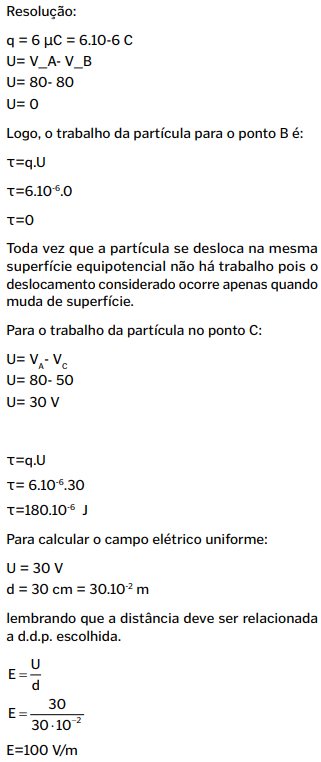 Resolução:
q = 6 µC = 6.10-6 C
U= V_A- V_B
U= 80- 80
U= 0
Logo, o trabalho da partícula para o ponto B é:
τ=q.U
τ=6.10⁻⁶.0
τ=0
Toda vez que a partícula se desloca na mesma
superfície equipotencial não há trabalho pois o
deslocamento considerado ocorre apenas quando
muda de superfície.
Para o trabalho da partícula no ponto C:
U= V_A- V_C
U= 80- 50
U= 30 V
τ=q.U
τ= 6.10⁻⁶.30
τ=180.10⁻⁶ J
Para calcular o campo elétrico uniforme:
U = 30 V
d = 30 cm = 30.10⁻² m
lembrando que a distância deve ser relacionada
a d.d.p. escolhida.
E = U/d
E = 30/30·10⁻²
E=100 V/m